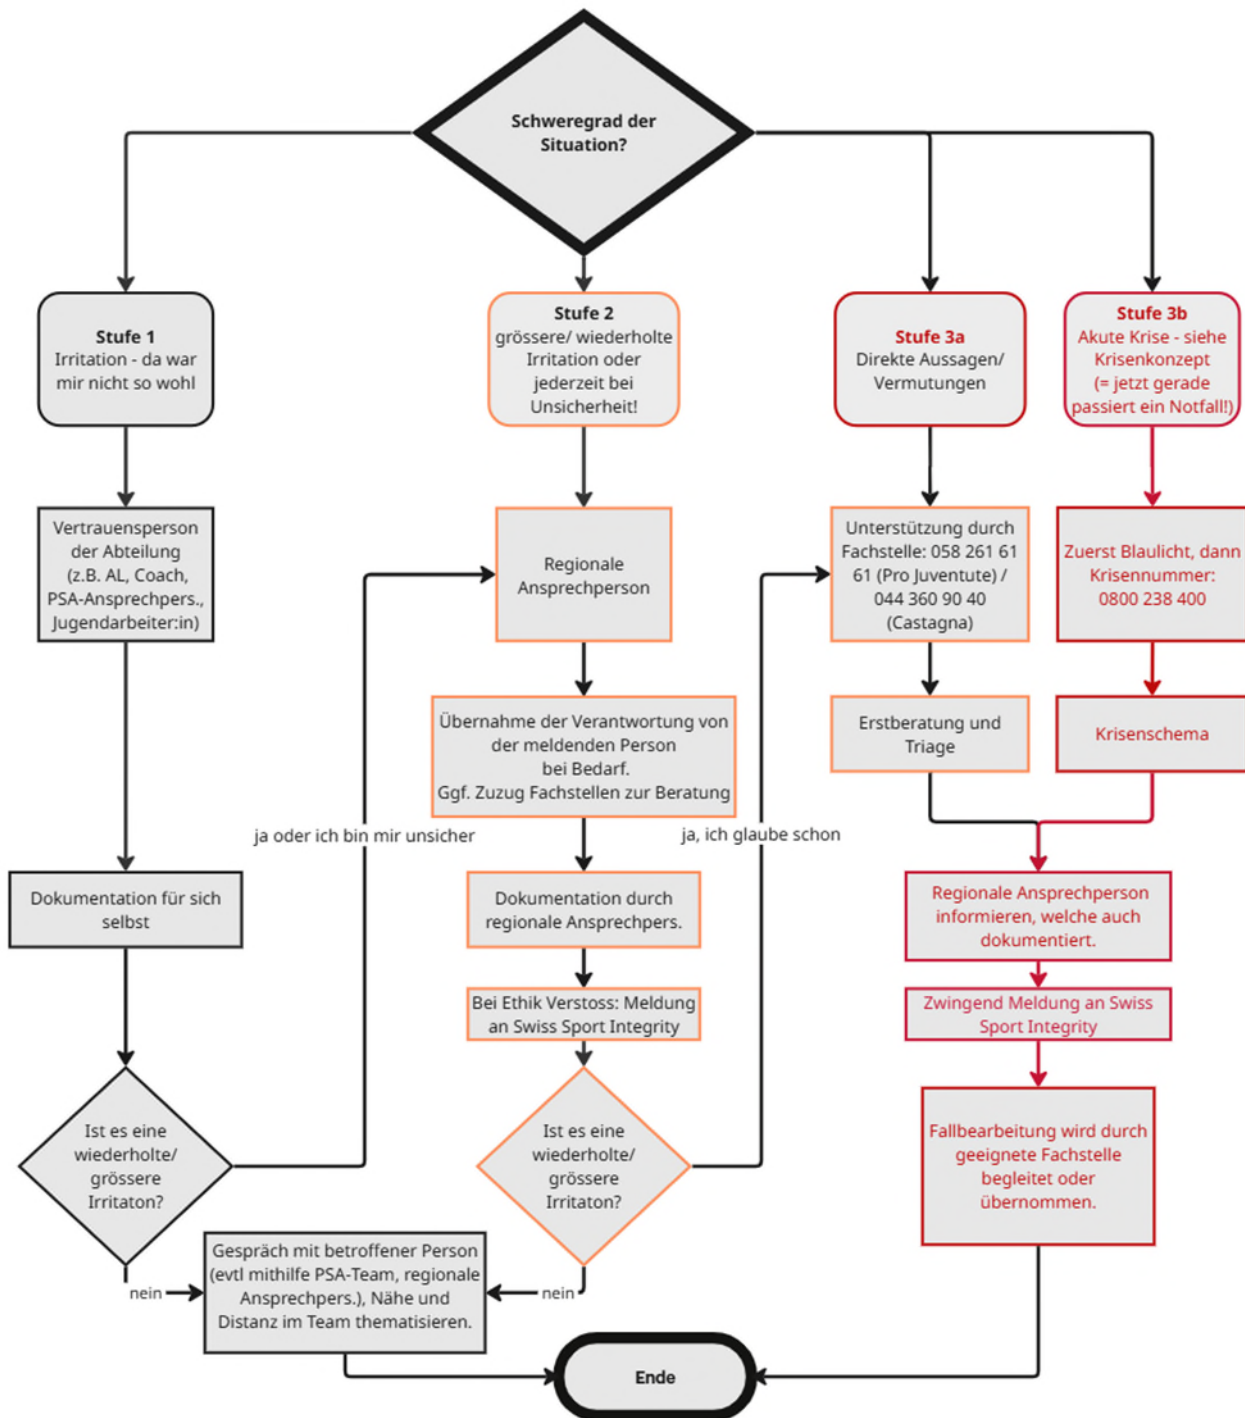 Schweregrad der
Situation?
Stufe 1
Irritation - da war
mir nicht so wohl
Stufe 2
grössere/ wiederholte
Irritation oder
jederzeit bei
Unsicherheit!
Stufe 3a
Direkte Aussagen/
Vermutungen
Stufe 3b
Akute Krise - siehe
Krisenkonzept
(= jetzt gerade
passiert ein Notfall!)
Vertrauensperson
der Abteilung
(z.B. AL, Coach,
PSA-Ansprechpers.,
Jugendarbeiter:in)
Regionale
Ansprechperson
Unterstützung durch
Fachstelle: 058 261 61
61 (Pro Juventute) /
044 360 90 40
(Castagna)
Zuerst Blaulicht, dann
Krisennummer:
0800 238 400
Übernahme der Verantwortung von
der meldenden Person
bei Bedarf.
Ggf. Zuzug Fachstellen zur Beratung
Erstberatung und
Triage
Krisenschema
ja oder ich bin mir unsicher
ja, ich glaube schon
Dokumentation für sich
selbst
Dokumentation durch
regionale Ansprechpers.
Regionale Ansprechperson
informieren, welche auch
dokumentiert.
Bei Ethik Verstoss: Meldung
an Swiss Sport Integrity
Zwingend Meldung an Swiss
Sport Integrity
Ist es eine
wiederholte/
grössere
Irritaton?
Ist es eine
wiederholte/
grössere
Irritaton?
Fallbearbeitung wird durch
geeignete Fachstelle
begleitet oder
übernommen.
nein
Gespräch mit betroffener Person
(evtl mithilfe PSA-Team, regionale
Ansprechpers.), Nähe und
Distanz im Team thematisieren.
nein
Ende